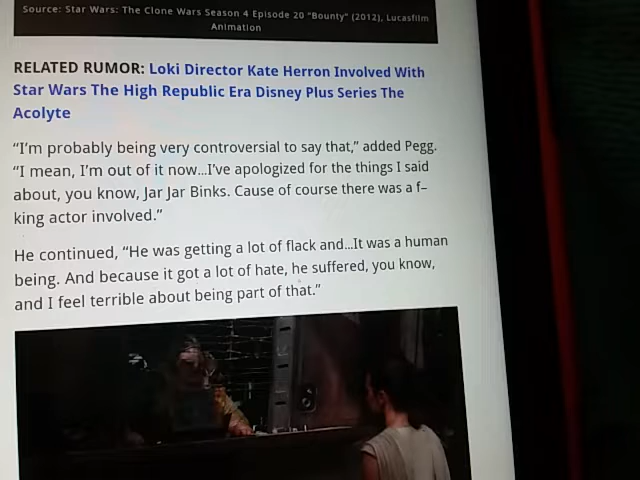 Source: Star Wars: The Clone Wars Season 4 Episode 20 "Bounty" (2012), Lucasfilm
Animation
RELATED RUMOR: Loki Director Kate Herron Involved With
Star Wars The High Republic Era Disney Plus Series The
Acolyte
“I’m probably being very controversial to say that,” added Pegg.
“I mean, I’m out of it now...I’ve apologized for the things I said
about, you know, Jar Jar Binks. Cause of course there was a f–
king actor involved.”
He continued, “He was getting a lot of flack and...It was a human
being. And because it got a lot of hate, he suffered, you know,
and I feel terrible about being part of that.”